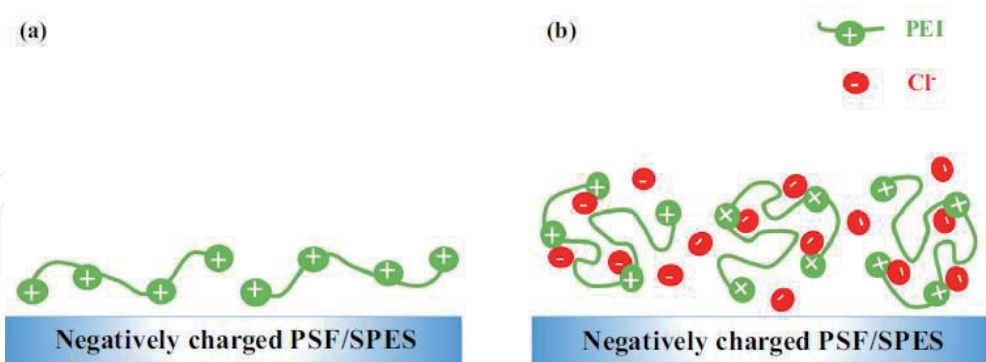 (a)
(b)
PEI
Cl-
Negatively charged PSF/SPES
Negatively charged PSF/SPES